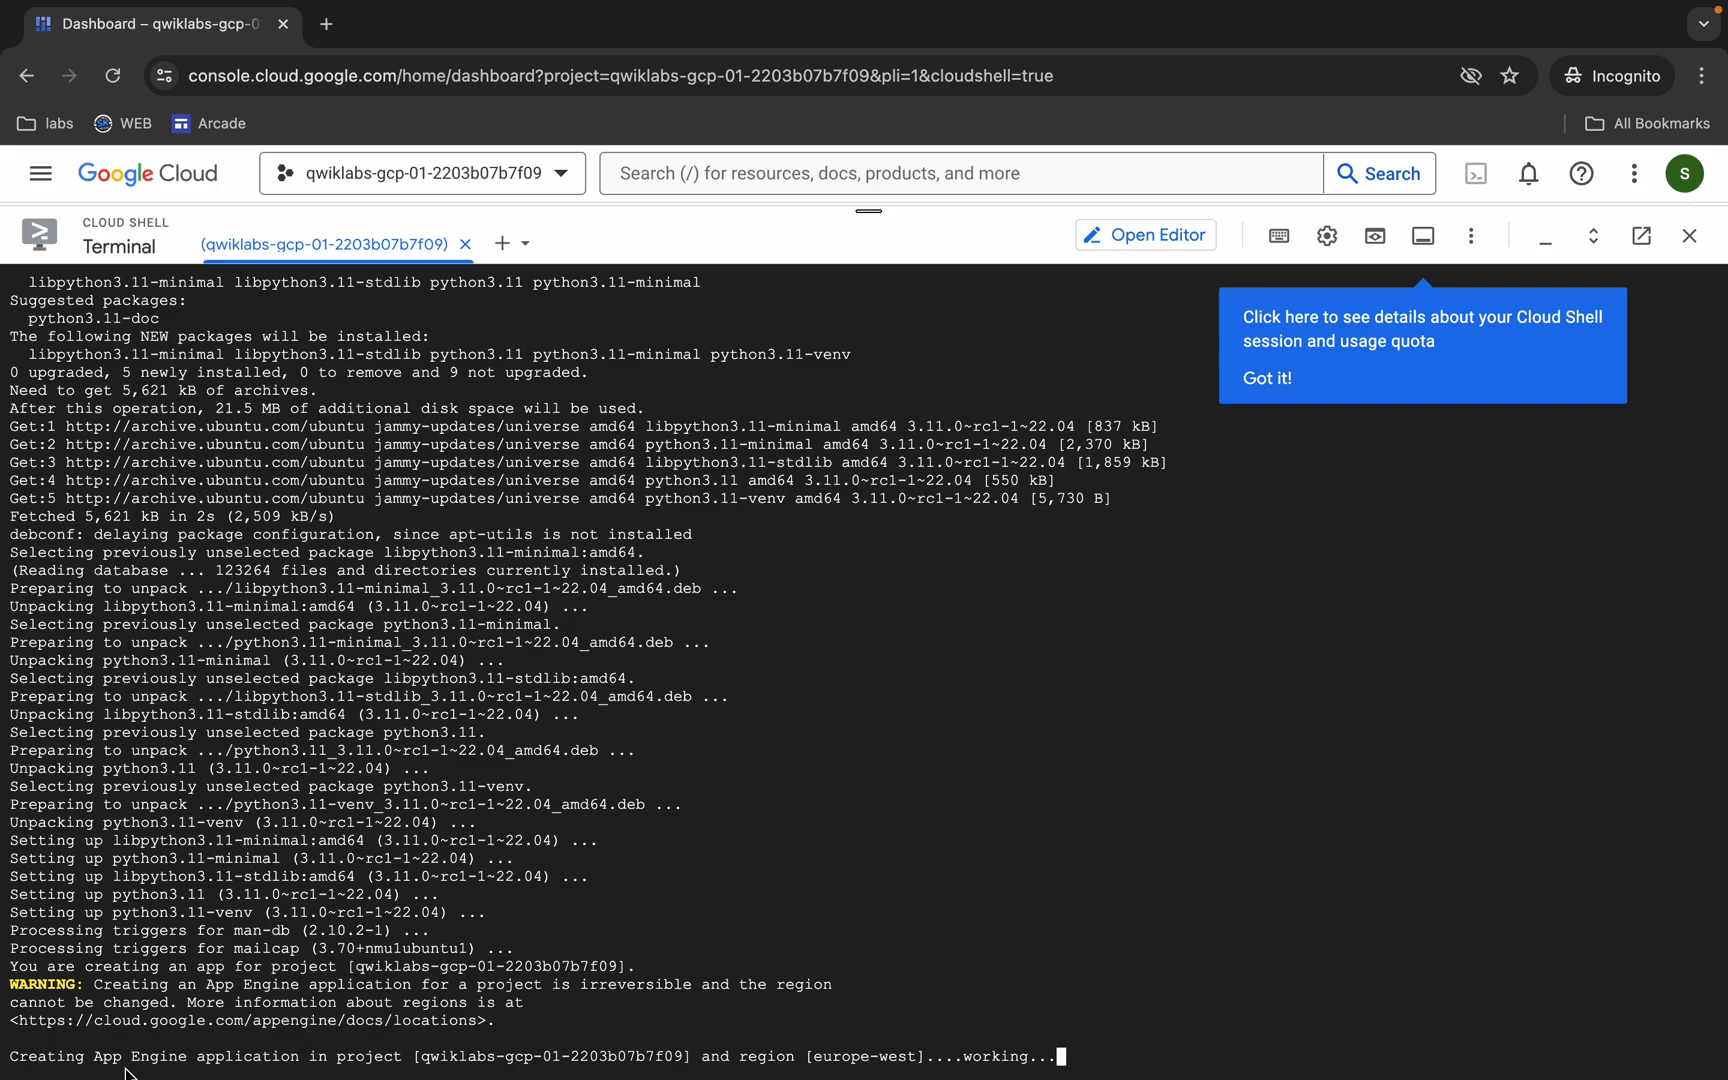 Dashboard – qwiklabs-gcp-0
console.cloud.google.com/home/dashboard?project=qwiklabs-gcp-01-2203b07b7f09&pli=1&cloudshell=true
Incognito
labs
WEB
Arcade
All Bookmarks
Google Cloud
qwiklabs-gcp-01-2203b07b7f09
Search (/) for resources, docs, products, and more
Search
S
CLOUD SHELL
Terminal
(qwiklabs-gcp-01-2203b07b7f09)
Open Editor
Click here to see details about your Cloud Shell
session and usage quota
Got it!
libpython3.11-minimal libpython3.11-stdlib python3.11 python3.11-minimal
Suggested packages:
python3.11-doc
The following NEW packages will be installed:
libpython3.11-minimal libpython3.11-stdlib python3.11 python3.11-minimal python3.11-venv
0 upgraded, 5 newly installed, 0 to remove and 9 not upgraded.
Need to get 5,621 kB of archives.
After this operation, 21.5 MB of additional disk space will be used.
Get:1 http://archive.ubuntu.com/ubuntu jammy-updates/universe amd64 libpython3.11-minimal amd64 3.11.0~rc1-1~22.04 [837 kB]
Get:2 http://archive.ubuntu.com/ubuntu jammy-updates/universe amd64 python3.11-minimal amd64 3.11.0~rc1-1~22.04 [2,370 kB]
Get:3 http://archive.ubuntu.com/ubuntu jammy-updates/universe amd64 libpython3.11-stdlib amd64 3.11.0~rc1-1~22.04 [1,859 kB]
Get:4 http://archive.ubuntu.com/ubuntu jammy-updates/universe amd64 python3.11 amd64 3.11.0~rc1-1~22.04 [550 kB]
Get:5 http://archive.ubuntu.com/ubuntu jammy-updates/universe amd64 python3.11-venv amd64 3.11.0~rc1-1~22.04 [5,730 B]
Fetched 5,621 kB in 2s (2,509 kB/s)
debconf: delaying package configuration, since apt-utils is not installed
Selecting previously unselected package libpython3.11-minimal:amd64.
(Reading database ... 123264 files and directories currently installed.)
Preparing to unpack .../libpython3.11-minimal_3.11.0~rc1-1~22.04_amd64.deb ...
Unpacking libpython3.11-minimal:amd64 (3.11.0~rc1-1~22.04) ...
Selecting previously unselected package python3.11-minimal.
Preparing to unpack .../python3.11-minimal_3.11.0~rc1-1~22.04_amd64.deb ...
Unpacking python3.11-minimal (3.11.0~rc1-1~22.04) ...
Selecting previously unselected package libpython3.11-stdlib:amd64.
Preparing to unpack .../libpython3.11-stdlib_3.11.0~rc1-1~22.04_amd64.deb ...
Unpacking libpython3.11-stdlib:amd64 (3.11.0~rc1-1~22.04) ...
Selecting previously unselected package python3.11.
Preparing to unpack .../python3.11_3.11.0~rc1-1~22.04_amd64.deb ...
Unpacking python3.11 (3.11.0~rc1-1~22.04) ...
Selecting previously unselected package python3.11-venv.
Preparing to unpack .../python3.11-venv_3.11.0~rc1-1~22.04_amd64.deb ...
Unpacking python3.11-venv (3.11.0~rc1-1~22.04) ...
Setting up libpython3.11-minimal:amd64 (3.11.0~rc1-1~22.04) ...
Setting up python3.11-minimal (3.11.0~rc1-1~22.04) ...
Setting up libpython3.11-stdlib:amd64 (3.11.0~rc1-1~22.04) ...
Setting up python3.11 (3.11.0~rc1-1~22.04) ...
Setting up python3.11-venv (3.11.0~rc1-1~22.04) ...
Processing triggers for man-db (2.10.2-1) ...
Processing triggers for mailcap (3.70+nmu1ubuntu1) ...
You are creating an app for project [qwiklabs-gcp-01-2203b07b7f09].
WARNING: Creating an App Engine application for a project is irreversible and the region
cannot be changed. More information about regions is at
<https://cloud.google.com/appengine/docs/locations>.
Creating App Engine application in project [qwiklabs-gcp-01-2203b07b7f09] and region [europe-west]....working...